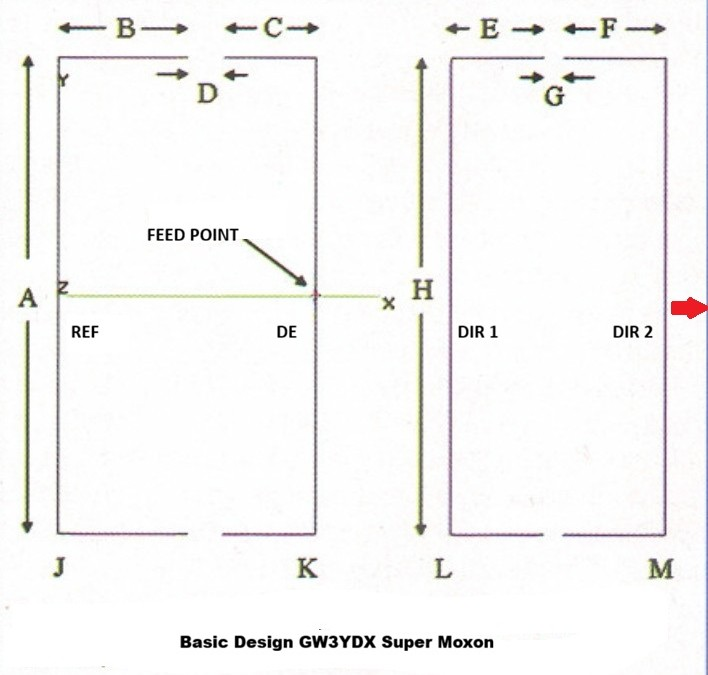 B C E F
Y D G
FEED POINT
A Z X H
REF DE DIR 1 DIR 2
J K L M
Basic Design GW3YDX Super Moxon